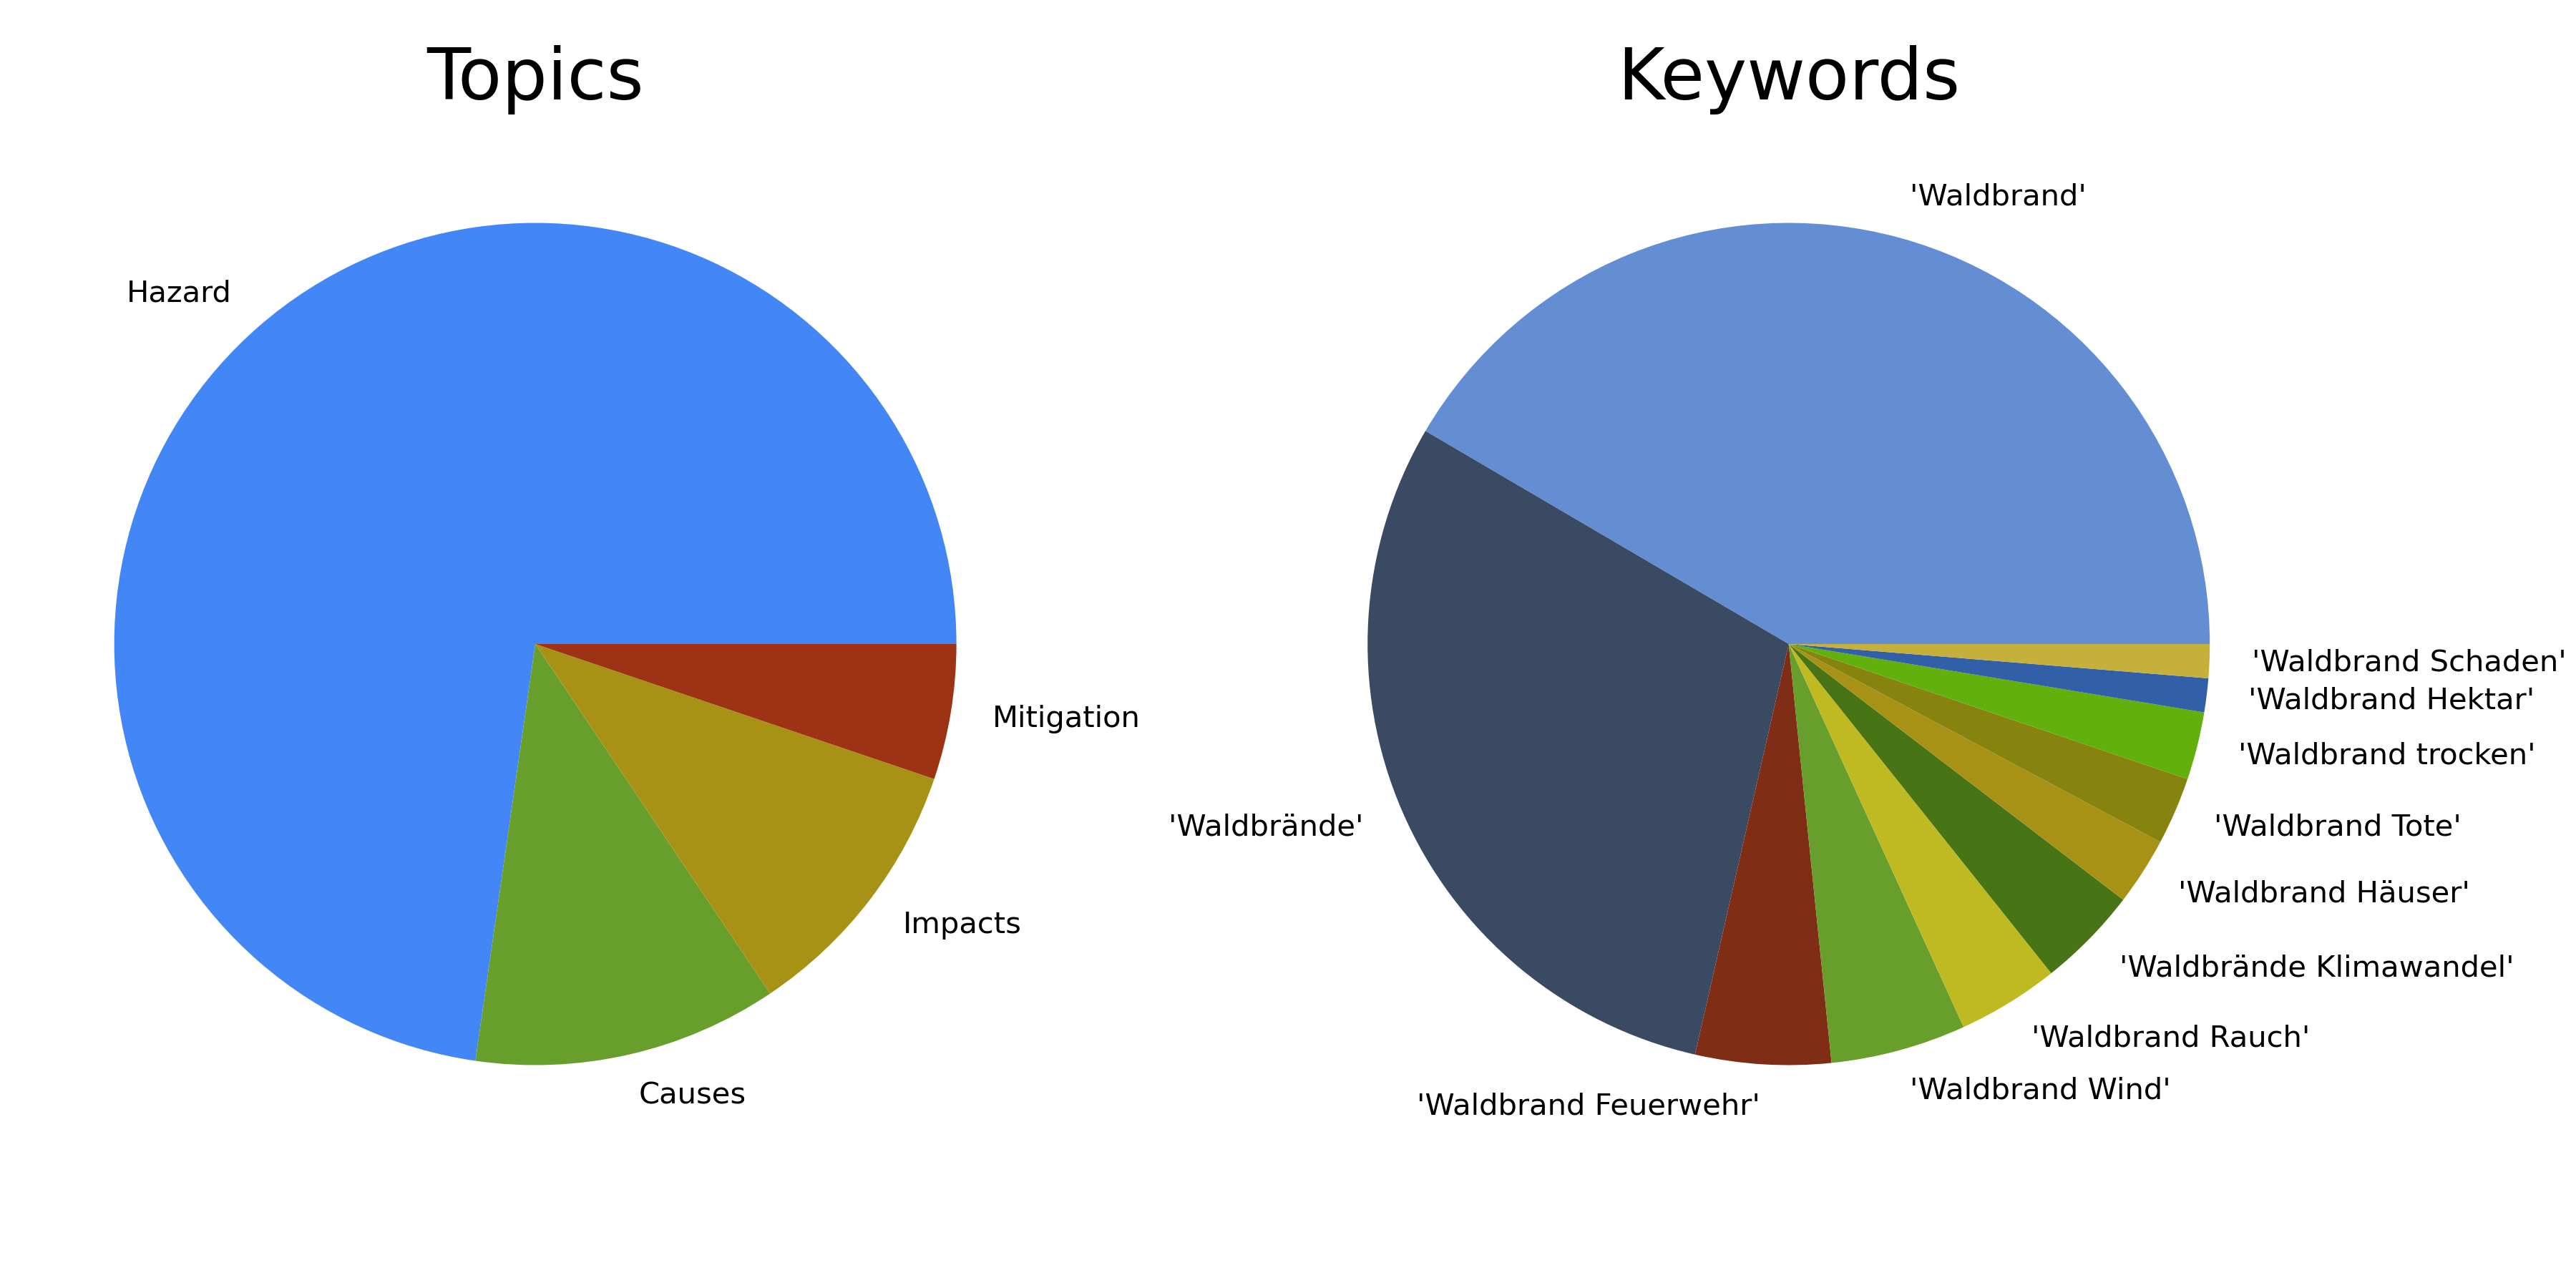 Topics
Hazard
Mitigation
Impacts
Causes
Keywords
'Waldbrand'
'Waldbrände'
'Waldbrand Schaden'
'Waldbrand Hektar'
'Waldbrand trocken'
'Waldbrand Tote'
'Waldbrand Häuser'
'Waldbrände Klimawandel'
'Waldbrand Rauch'
'Waldbrand Wind'
'Waldbrand Feuerwehr'